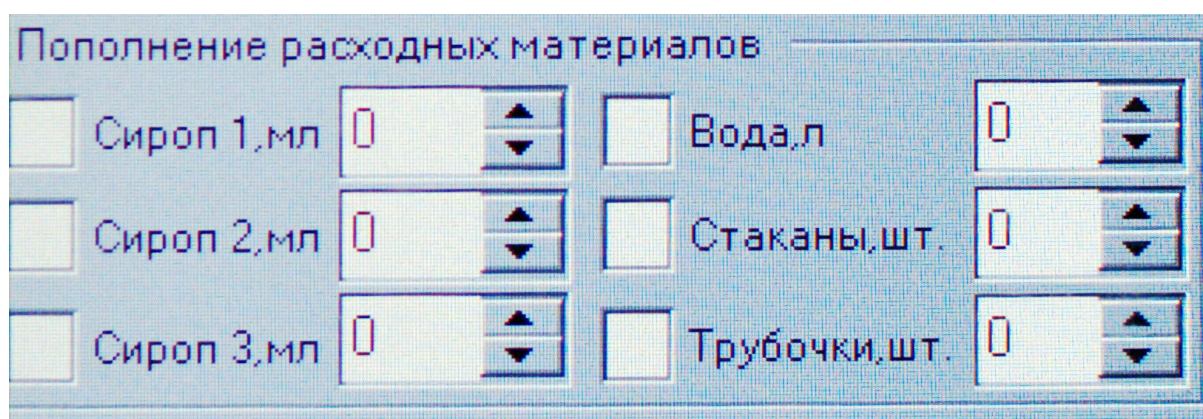 Пополнение расходных материалов
Сироп 1,мл 0 Вода,л 0
Сироп 2,мл 0 Стаканы,шт. 0
Сироп 3,мл 0 Трубочки,шт. 0